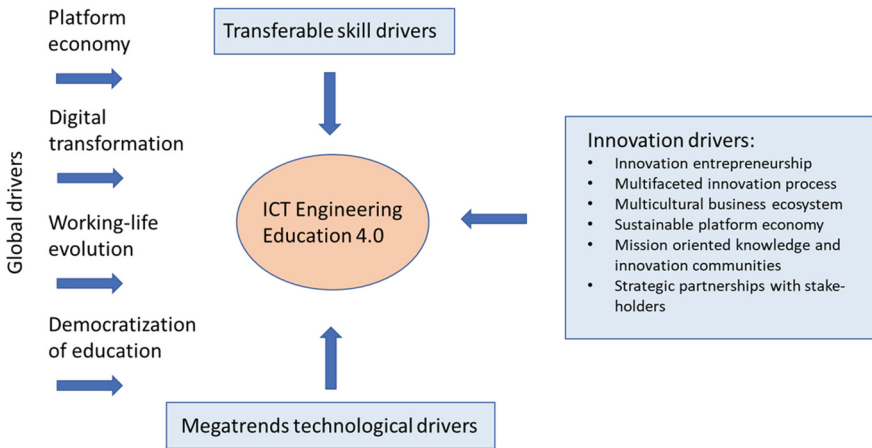 Global drivers
Platform
economy
Digital
transformation
Working-life
evolution
Democratization
of education
Transferable skill drivers
ICT Engineering
Education 4.0
Megatrends technological drivers
Innovation drivers:
• Innovation entrepreneurship
• Multifaceted innovation process
• Multicultural business ecosystem
• Sustainable platform economy
• Mission oriented knowledge and
innovation communities
• Strategic partnerships with stake-
holders